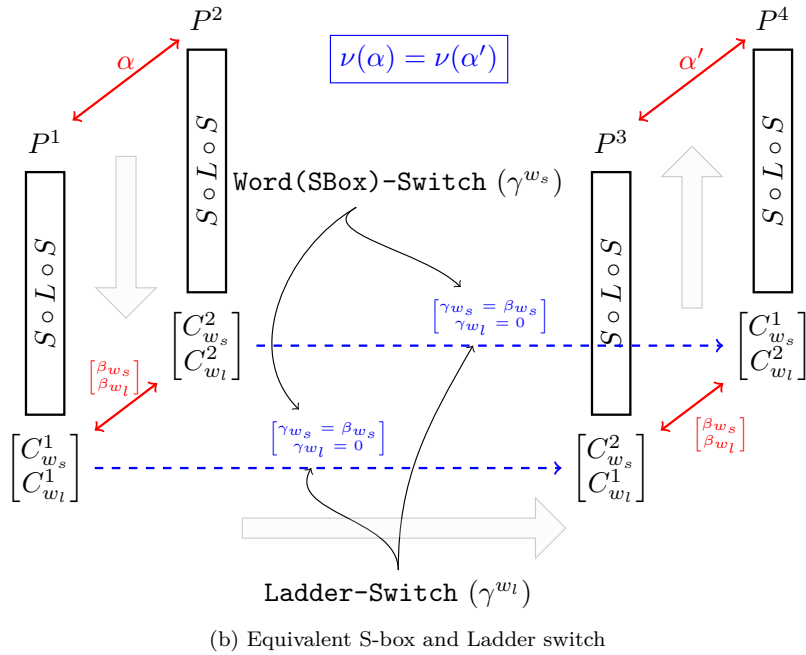 P^2
P^4
α
ν(α) = ν(α′)
α′
P^1
P^3
S ∘ L ∘ S
S ∘ L ∘ S
S ∘ L ∘ S
S ∘ L ∘ S
Word(SBox)-Switch (γ^{w_s})
[γ_{w_s} = β_{w_s}
γ_{w_l} = 0]
[C^2_{w_s}
C^2_{w_l}]
[C^1_{w_s}
C^2_{w_l}]
[β_{w_s}
β_{w_l}]
[γ_{w_s} = β_{w_s}
γ_{w_l} = 0]
[β_{w_s}
β_{w_l}]
[C^1_{w_s}
C^1_{w_l}]
[C^2_{w_s}
C^1_{w_l}]
Ladder-Switch (γ^{w_l})
(b) Equivalent S-box and Ladder switch